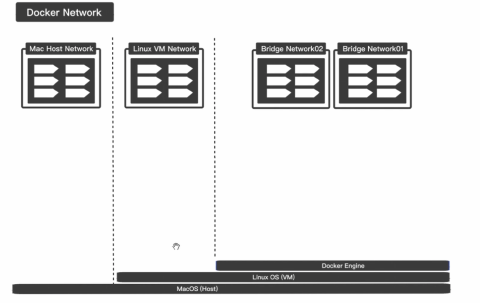 Docker Network
Mac Host Network
Linux VM Network
Bridge Network02
Bridge Network01
Docker Engine
Linux OS (VM)
MacOS (Host)